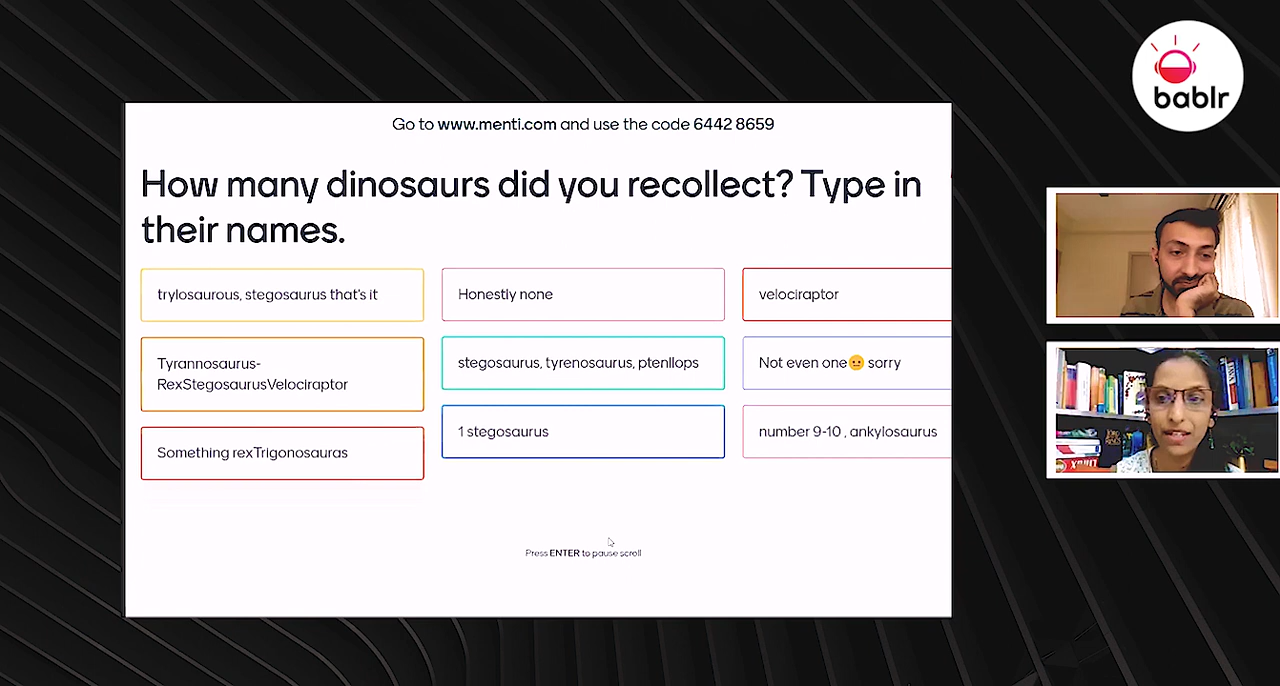 bablr
Go to www.menti.com and use the code 6442 8659
How many dinosaurs did you recollect? Type in
their names.
trylosaurous, stegosaurus that's it
Honestly none
velociraptor
Tyrannosaurus-
RexStegosaurusVelociraptor
stegosaurus, tyrenosaurus, ptenllops
Not even one😐 sorry
Something rexTrigonosauras
1 stegosaurus
number 9-10 , ankylosaurus
Press ENTER to pause scroll